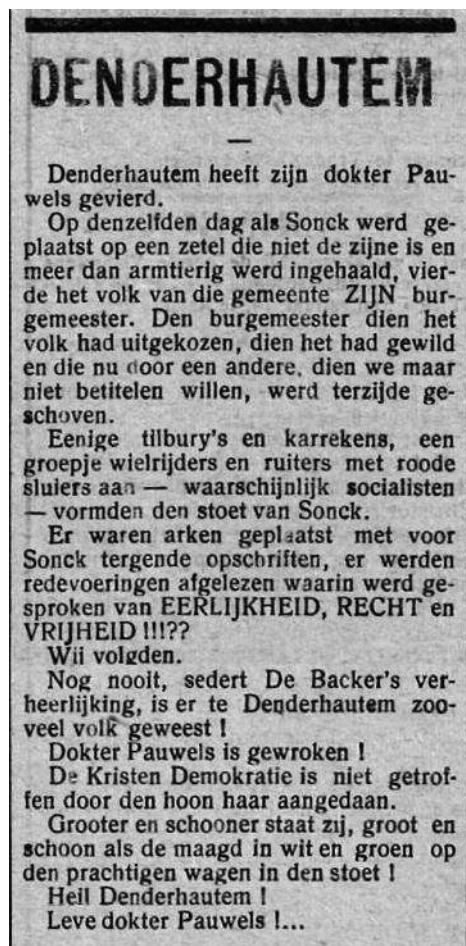 DENDERHAUTEM
—
Denderhautem heeft zijn dokter Pau-
wels gevierd.
Op denzelfden dag als Sonck werd ge-
plaatst op een zetel die niet de zijne is en
meer dan armtierig werd ingehaald, vier-
de het volk van die gemeente ZIJN bur-
gemeester. Den burgemeester dien het
volk had uitgekozen, dien het had gewild
en die nu door een andere, dien we maar
niet betitelen willen, werd terzijde ge-
schoven.
Eenige tilbury's en karrekens, een
groepje wielrijders en ruiters met roode
sluiers aan — waarschijnlijk socialisten
— vormden den stoet van Sonck.
Er waren arken geplaatst met voor
Sonck tergende opschriften, er werden
redevoeringen afgelezen waarin werd ge-
sproken van EERLIJKHEID, RECHT en
VRIJHEID !!!??
Wij volgden.
Nog nooit, sedert De Backer's ver-
heerlijking, is er te Denderhautem zoo-
veel volk geweest !
Dokter Pauwels is gewroken !
De Kristen Demokratie is niet getrof-
fen door den hoon haar aangedaan.
Grooter en schooner staat zij, groot en
schoon als de maagd in wit en groen op
den prachtigen wagen in den stoet !
Heil Denderhautem !
Leve dokter Pauwels !...